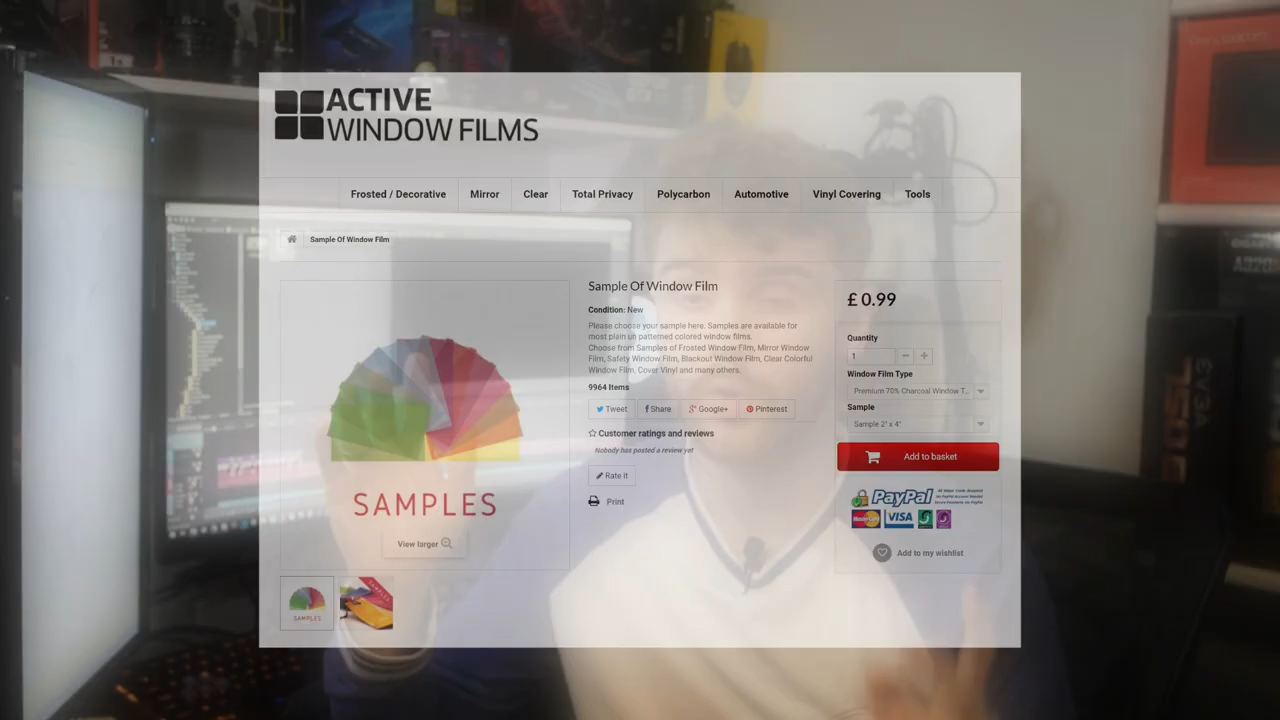 ACTIVE
WINDOW FILMS
Frosted / Decorative
Mirror
Clear
Total Privacy
Polycarbon
Automotive
Vinyl Covering
Tools
Sample Of Window Film
Sample Of Window Film
Condition: New
Please choose your sample here. Samples are available for
most plain un patterned colored window films.
Choose from Samples of Frosted Window Film, Mirror Window
Film, Safety Window Film, Blackout Window Film, Clear Colorful
Window Film, Cover Vinyl and many others.
9964 Items
Tweet
Share
Google+
Pinterest
Customer ratings and reviews
Nobody has posted a review yet
Rate it
Print
SAMPLES
View larger
SAMPLES
£ 0.99
Quantity
1
Window Film Type
Premium 70% Charcoal Window T...
Sample
Sample 2" x 4"
Add to basket
PayPal
MasterCard
VISA
Add to my wishlist